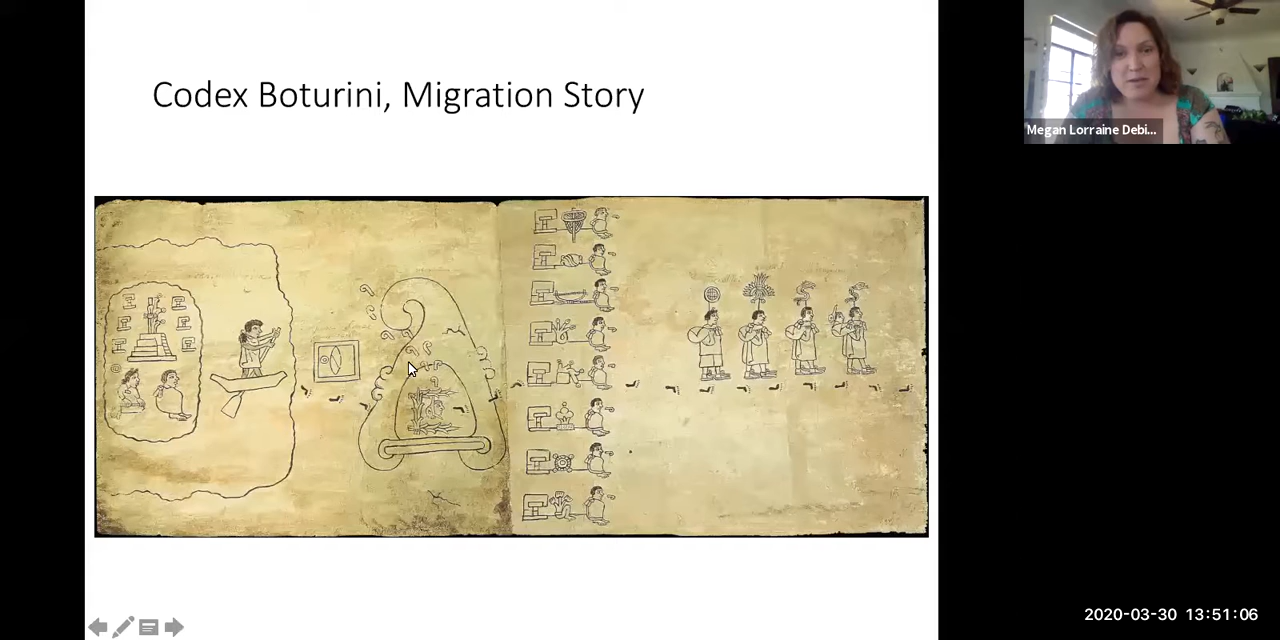 Codex Boturini, Migration Story
Megan Lorraine Debi...
2020-03-30 13:51:06